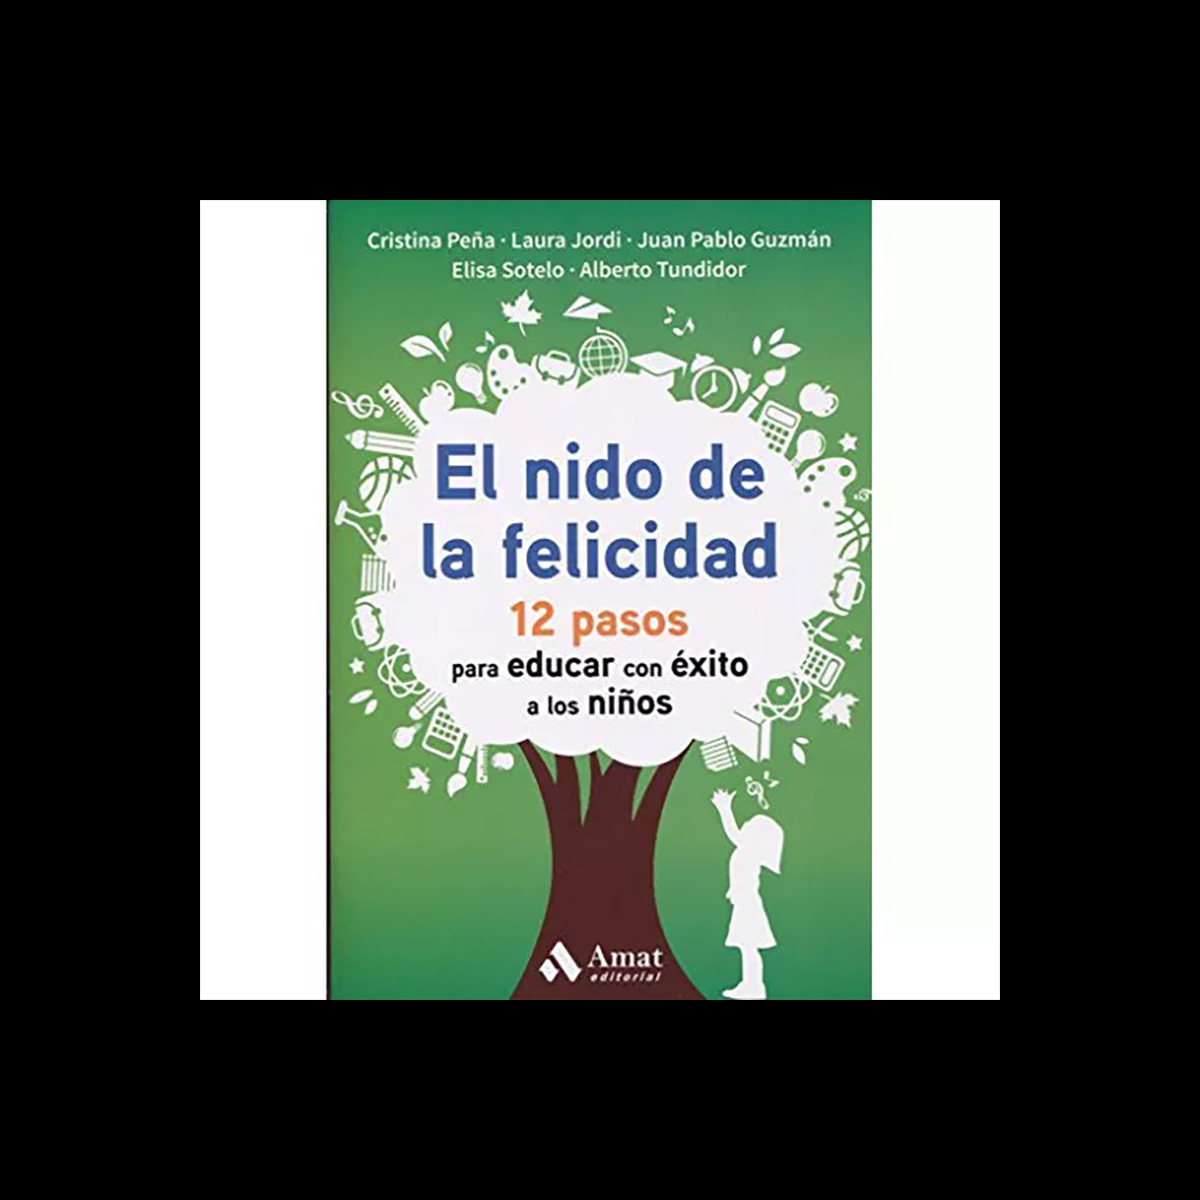 Cristina Peña · Laura Jordi · Juan Pablo Guzmán
Elisa Sotelo · Alberto Tundidor
El nido de
la felicidad
12 pasos
para educar con éxito
a los niños
Amat
editorial